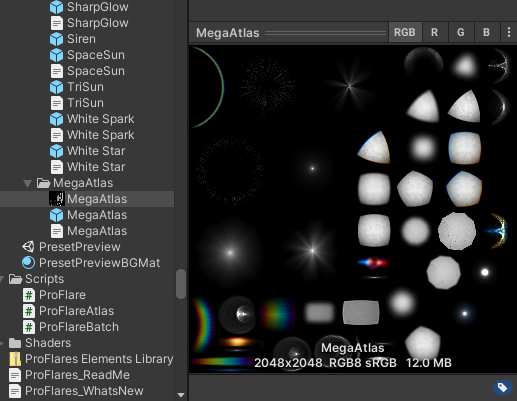 SharpGlow
SharpGlow
Siren
SpaceSun
SpaceSun
TriSun
TriSun
White Spark
White Spark
White Star
White Star
MegaAtlas
MegaAtlas
MegaAtlas
MegaAtlas
PresetPreview
PresetPreviewBGMat
Scripts
ProFlare
ProFlareAtlas
ProFlareBatch
Shaders
ProFlares Elements Library
ProFlares_ReadMe
ProFlares_WhatsNew
MegaAtlas
RGB R G B
MegaAtlas
2048x2048 RGB8 sRGB 12.0 MB